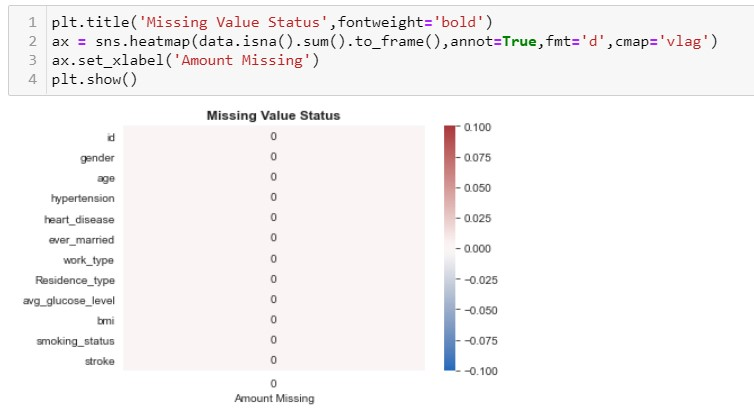 1 plt.title('Missing Value Status',fontweight='bold')
2 ax = sns.heatmap(data.isna().sum().to_frame(),annot=True,fmt='d',cmap='vlag')
3 ax.set_xlabel('Amount Missing')
4 plt.show()
Missing Value Status
id 0
gender 0
age 0
hypertension 0
heart_disease 0
ever_married 0
work_type 0
Residence_type 0
avg_glucose_level 0
bmi 0
smoking_status 0
stroke 0
0
Amount Missing
0.100
0.075
0.050
0.025
0.000
-0.025
-0.050
-0.075
-0.100